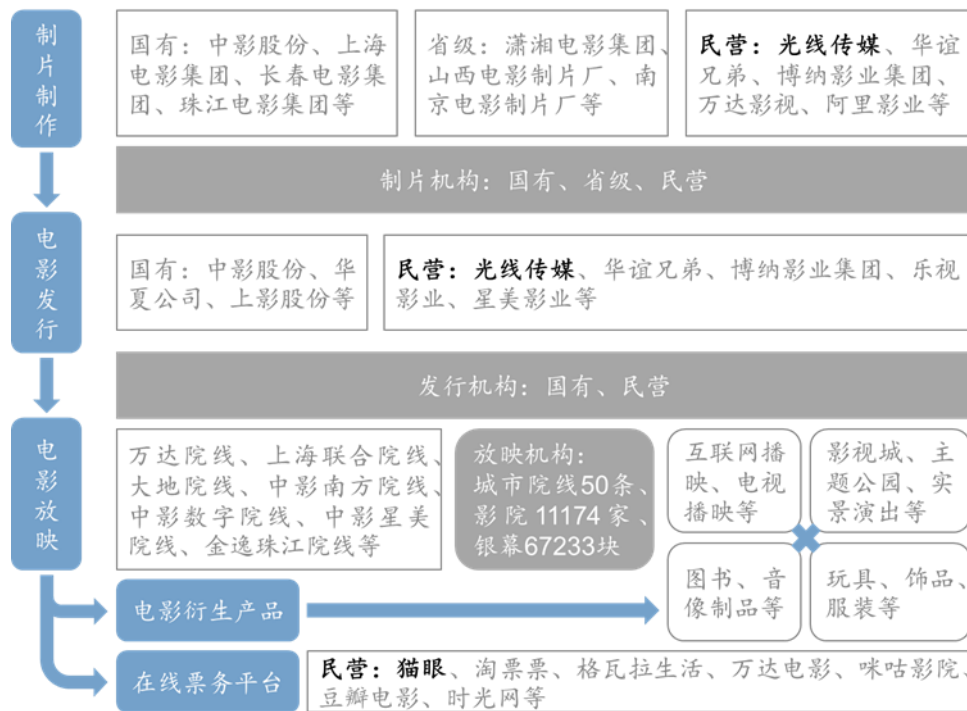 制片制作
国有：中影股份、上海
电影集团、长春电影集
团、珠江电影集团等
省级：潇湘电影集团、
山西电影制片厂、南
京电影制片厂等
民营：光线传媒、华谊
兄弟、博纳影业集团、
万达影视、阿里影业等
制片机构：国有、省级、民营
电影发行
国有：中影股份、华
夏公司、上影股份等
民营：光线传媒、华谊兄弟、博纳影业集团、乐视
影业、星美影业等
发行机构：国有、民营
电影放映
万达院线、上海联合院线、
大地院线、中影南方院线、
中影数字院线、中影星美
院线、金逸珠江院线等
放映机构：
城市院线50条、
影院11174家、
银幕67233块
互联网播
映、电视
播映等
影视城、主
题公园、实
景演出等
图书、音
像制品等
玩具、饰品、
服装等
电影衍生产品
在线票务平台
民营：猫眼、淘票票、格瓦拉生活、万达电影、咪咕影院、
豆瓣电影、时光网等